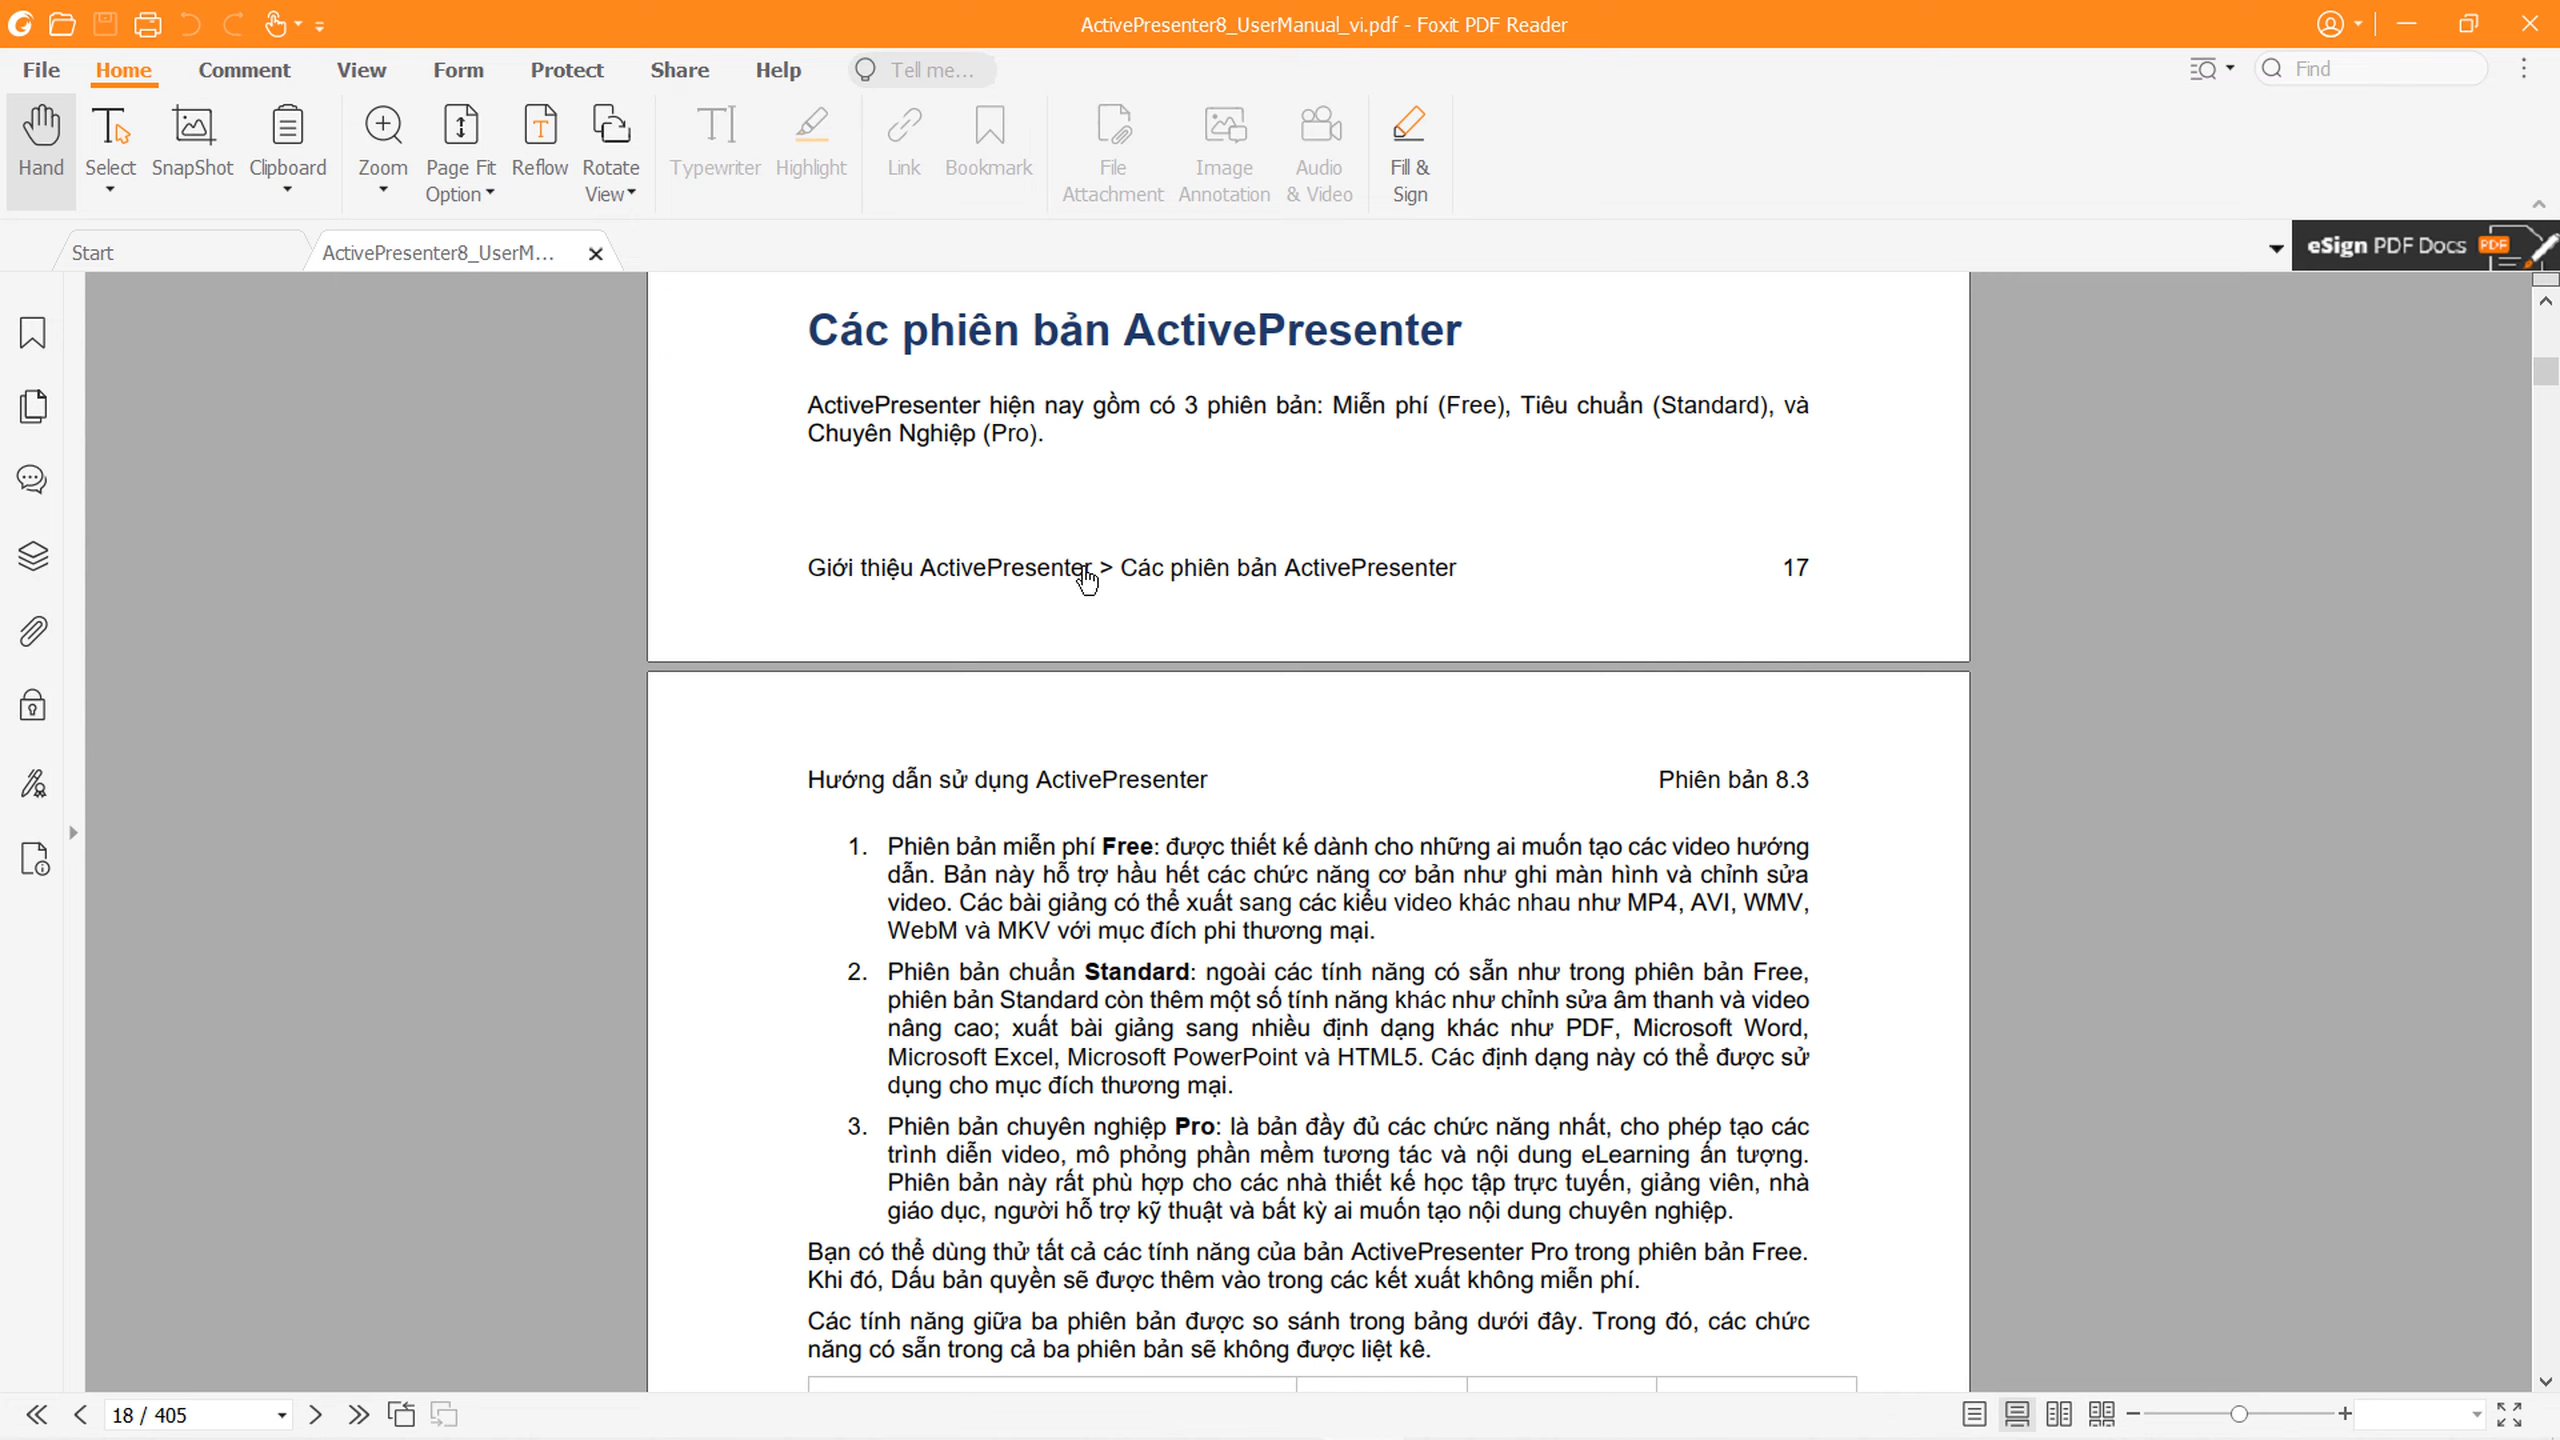 ActivePresenter8_UserManual_vi.pdf - Foxit PDF Reader
File Home Comment View Form Protect Share Help Tell me... Find
Hand Select SnapShot Clipboard Zoom Page Fit Option Reflow Rotate View Typewriter Highlight Link Bookmark File Attachment Image Annotation Audio & Video Fill & Sign
Start ActivePresenter8_UserM... eSign PDF Docs PDF
Các phiên bản ActivePresenter
ActivePresenter hiện nay gồm có 3 phiên bản: Miễn phí (Free), Tiêu chuẩn (Standard), và
Chuyên Nghiệp (Pro).
Giới thiệu ActivePresenter > Các phiên bản ActivePresenter 17
Hướng dẫn sử dụng ActivePresenter Phiên bản 8.3
1. Phiên bản miễn phí Free: được thiết kế dành cho những ai muốn tạo các video hướng
dẫn. Bản này hỗ trợ hầu hết các chức năng cơ bản như ghi màn hình và chỉnh sửa
video. Các bài giảng có thể xuất sang các kiểu video khác nhau như MP4, AVI, WMV,
WebM và MKV với mục đích phi thương mại.
2. Phiên bản chuẩn Standard: ngoài các tính năng có sẵn như trong phiên bản Free,
phiên bản Standard còn thêm một số tính năng khác như chỉnh sửa âm thanh và video
nâng cao; xuất bài giảng sang nhiều định dạng khác như PDF, Microsoft Word,
Microsoft Excel, Microsoft PowerPoint và HTML5. Các định dạng này có thể được sử
dụng cho mục đích thương mại.
3. Phiên bản chuyên nghiệp Pro: là bản đầy đủ các chức năng nhất, cho phép tạo các
trình diễn video, mô phỏng phần mềm tương tác và nội dung eLearning ấn tượng.
Phiên bản này rất phù hợp cho các nhà thiết kế học tập trực tuyến, giảng viên, nhà
giáo dục, người hỗ trợ kỹ thuật và bất kỳ ai muốn tạo nội dung chuyên nghiệp.
Bạn có thể dùng thử tất cả các tính năng của bản ActivePresenter Pro trong phiên bản Free.
Khi đó, Dấu bản quyền sẽ được thêm vào trong các kết xuất không miễn phí.
Các tính năng giữa ba phiên bản được so sánh trong bảng dưới đây. Trong đó, các chức
năng có sẵn trong cả ba phiên bản sẽ không được liệt kê.
18 / 405